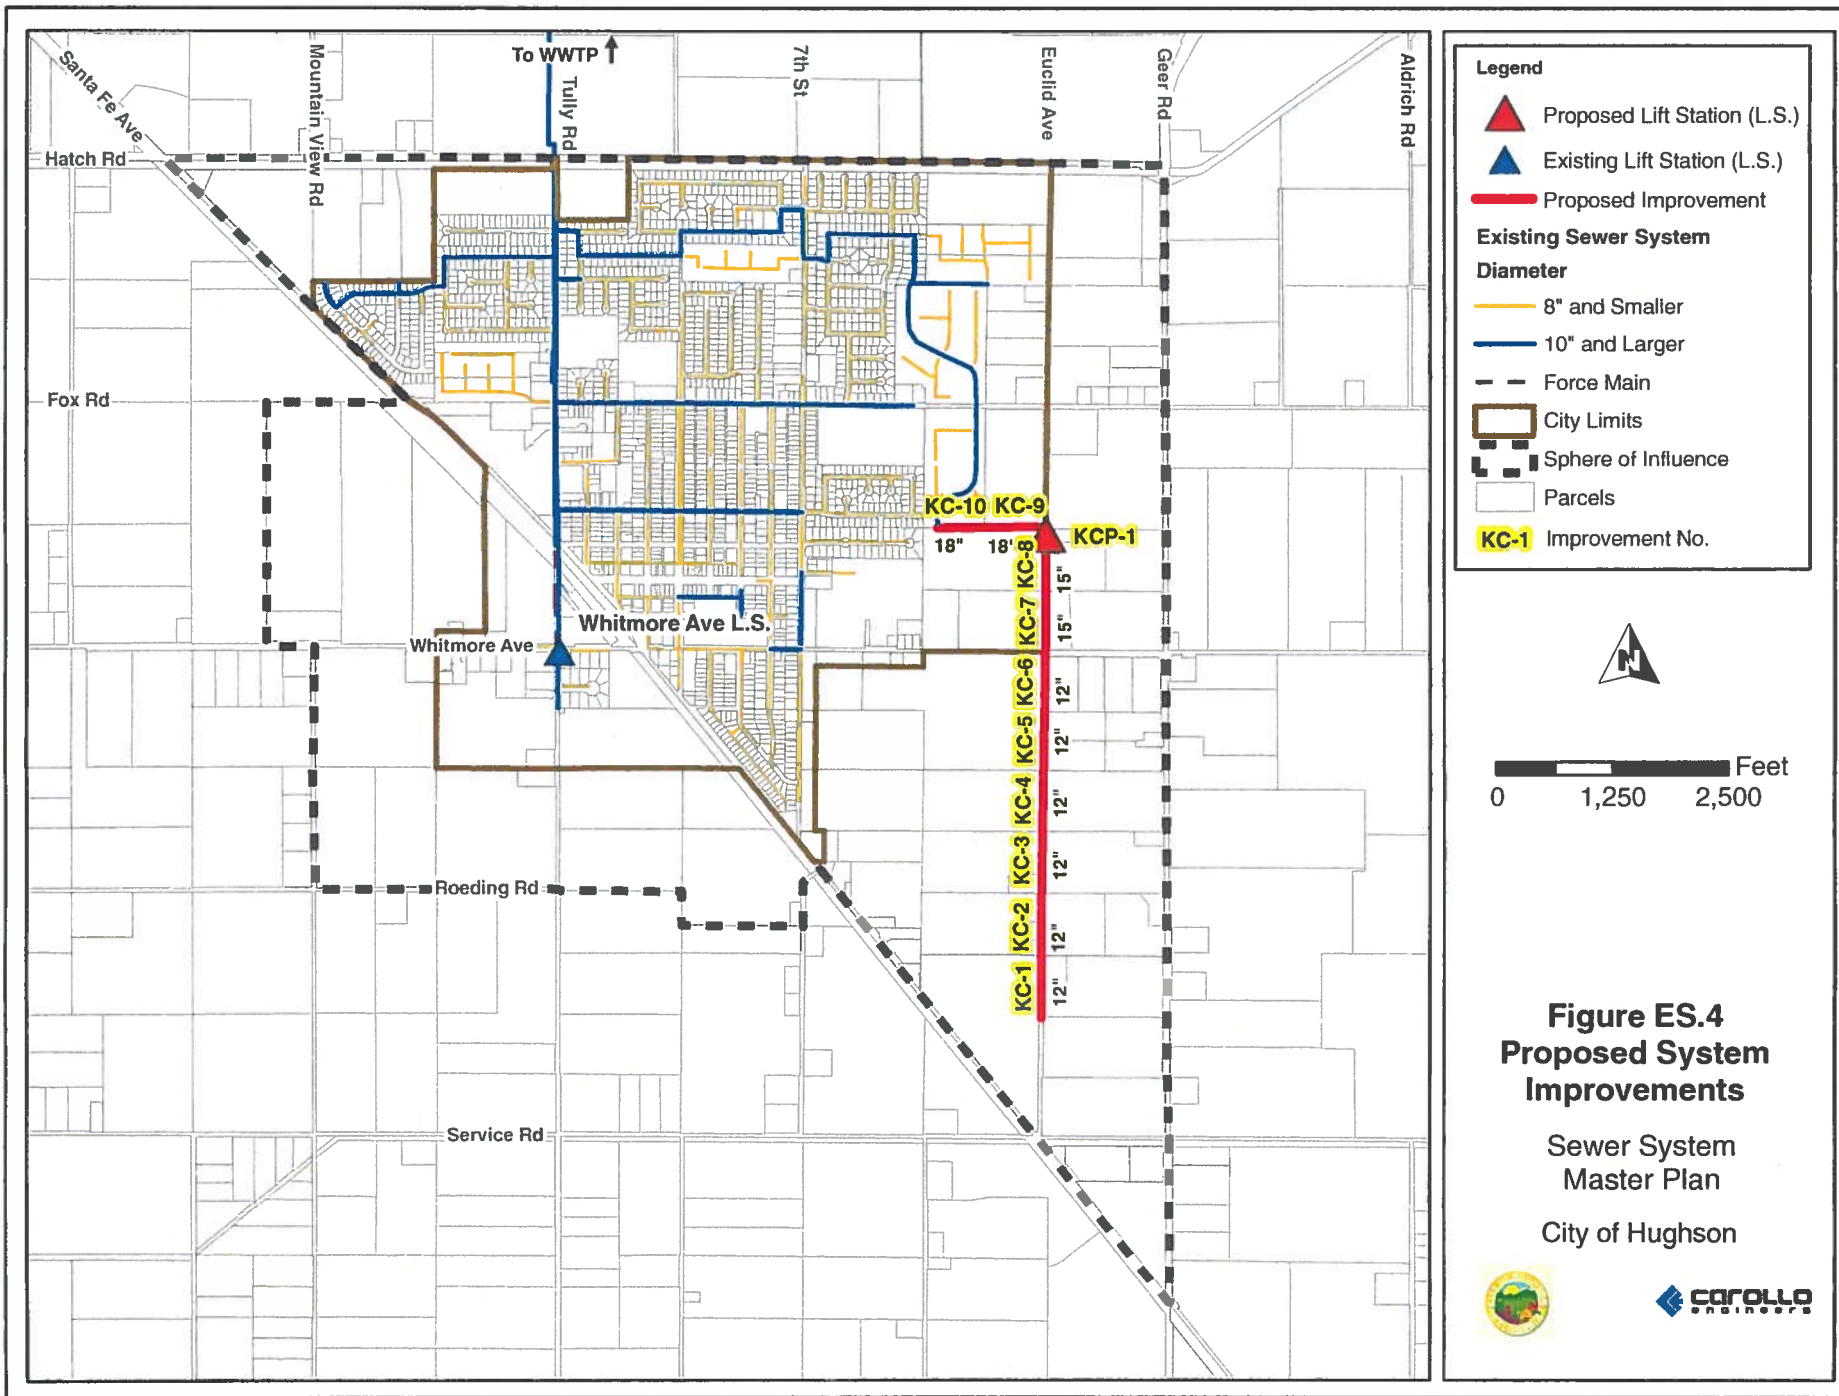 To WWTP
Santa Fe Ave
Mountain View Rd
Tully Rd
7th St
Euclid Ave
Geer Rd
Aldrich Rd
Hatch Rd
Fox Rd
KC-10 KC-9
18" 18'
KCP-1
KC-8
15"
KC-7
15"
Whitmore Ave L.S.
Whitmore Ave
KC-6
12"
KC-5
12"
KC-4
12"
KC-3
12"
Roeding Rd
KC-2
12"
KC-1
12"
Service Rd
Legend
Proposed Lift Station (L.S.)
Existing Lift Station (L.S.)
Proposed Improvement
Existing Sewer System
Diameter
8" and Smaller
10" and Larger
Force Main
City Limits
Sphere of Influence
Parcels
KC-1 Improvement No.
N
Feet
0 1,250 2,500
Figure ES.4
Proposed System
Improvements
Sewer System
Master Plan
City of Hughson
carollo
engineers